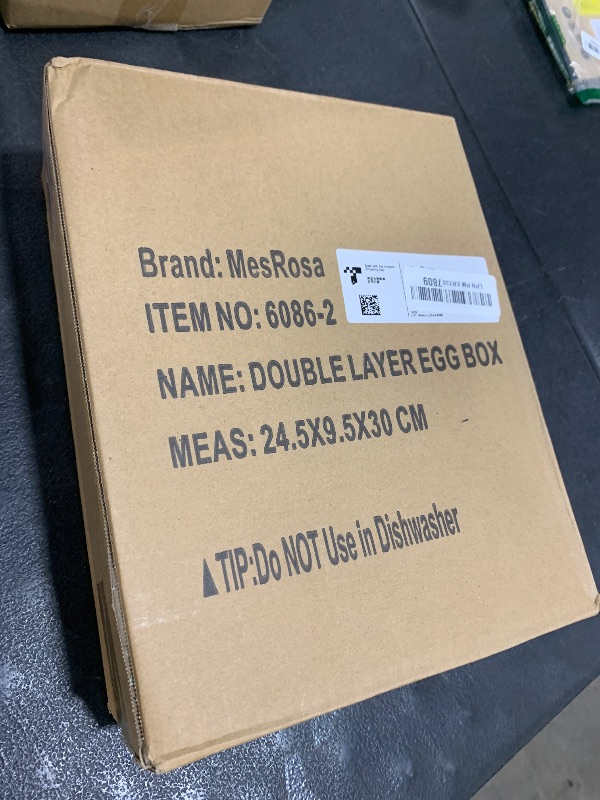 Brand: MesRosa
ITEM NO: 6086-2
NAME: DOUBLE LAYER EGG BOX
MEAS: 24.5X9.5X30 CM
▲TIP:Do NOT Use in Dishwasher
7809